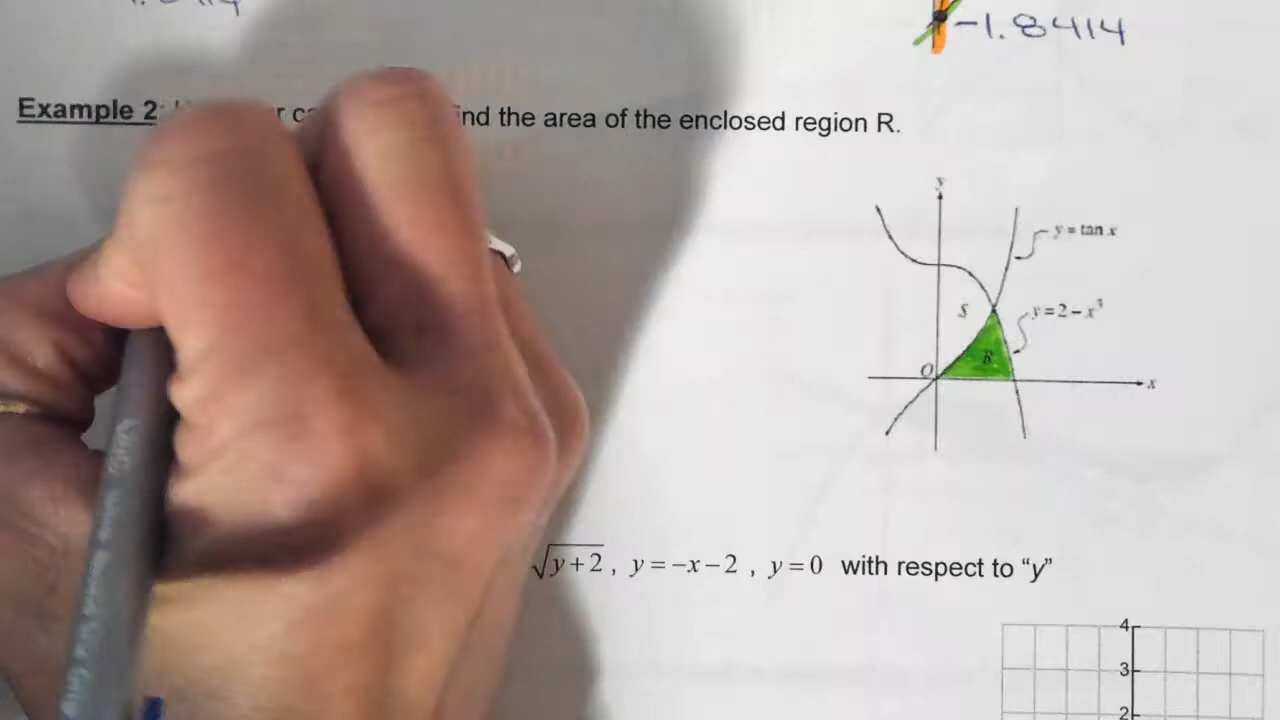 -1.8414
Example 2: ind the area of the enclosed region R.
y
y = tan x
S
y = 2 - x³
R
O
x
√y+2 , y = -x - 2 , y = 0 with respect to “y”
4
3
2